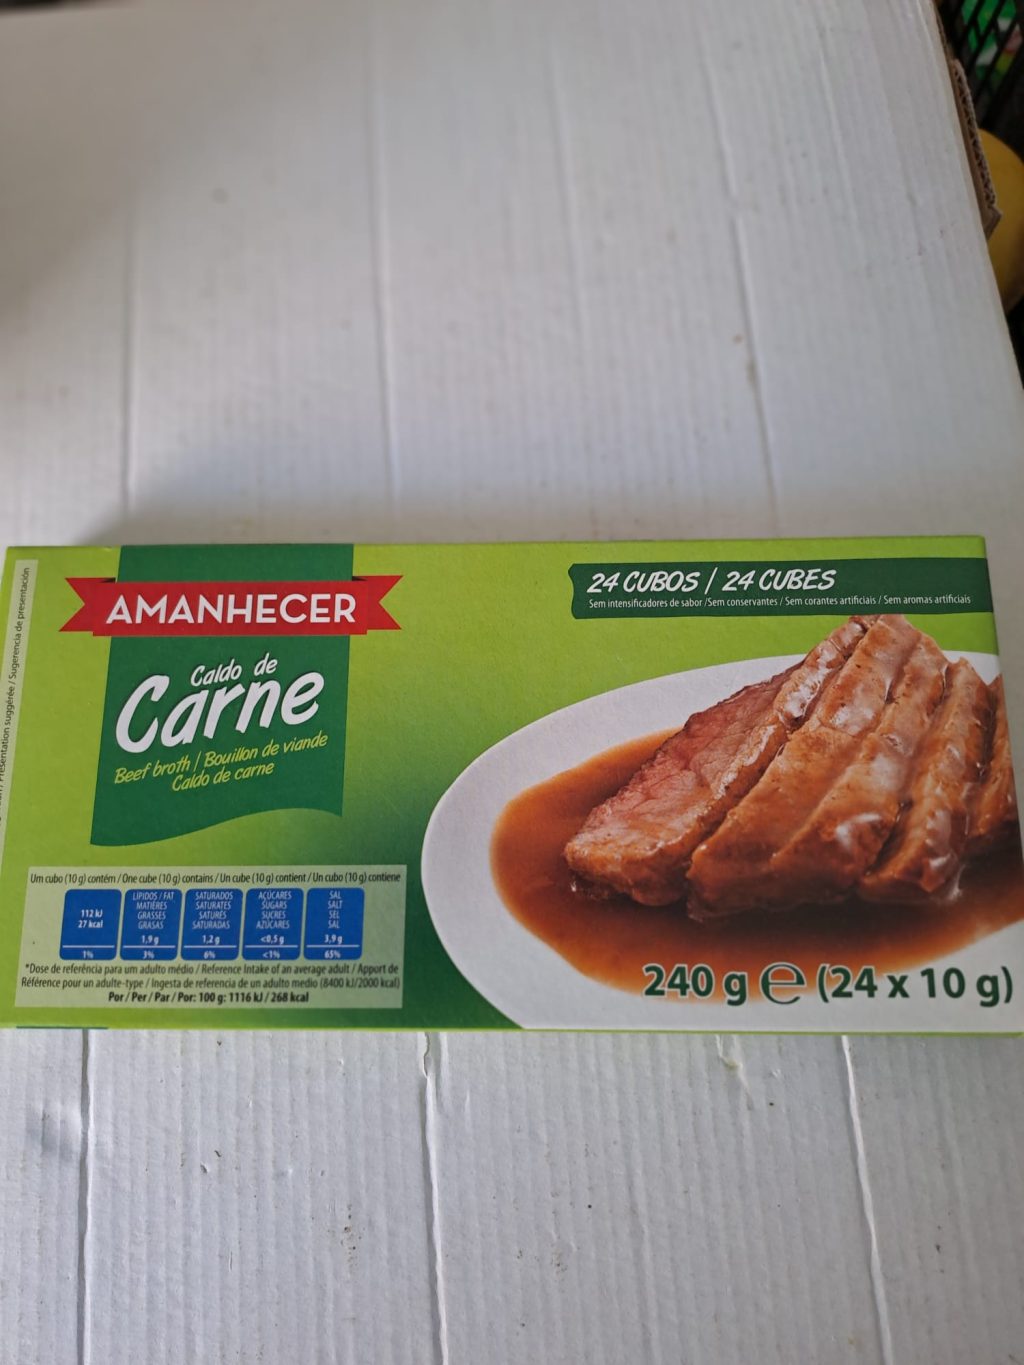 AMANHECER
Caldo de
Carne
Beef broth / Bouillon de viande
Caldo de carne
24 CUBOS / 24 CUBES
Sem intensificadores de sabor /Sem conservantes / Sem corantes artificiais / Sem aromas artificiais
Présentation suggérée / Sugerencia de presentación
Um cubo (10 g) contém / One cube (10 g) contains / Un cube (10 g) contient / Un cubo (10 g) contiene
112 kJ
27 kcal
1%
LÍPIDOS / FAT
MATIÈRES
GRASSES
GRASAS
1,9 g
3%
SATURADOS
SATURATES
SATURÉS
SATURADAS
1,2 g
6%
AÇÚCARES
SUGARS
SUCRES
AZÚCARES
<0,5 g
<1%
SAL
SALT
SEL
SAL
3,9 g
65%
*Dose de referência para um adulto médio / Reference Intake of an average adult / Apport de
Référence pour un adulte-type / Ingesta de referencia de un adulto medio (8400 kJ/2000 kcal)
Por / Per / Par / Por: 100 g: 1116 kJ / 268 kcal
240 g e (24 x 10 g)